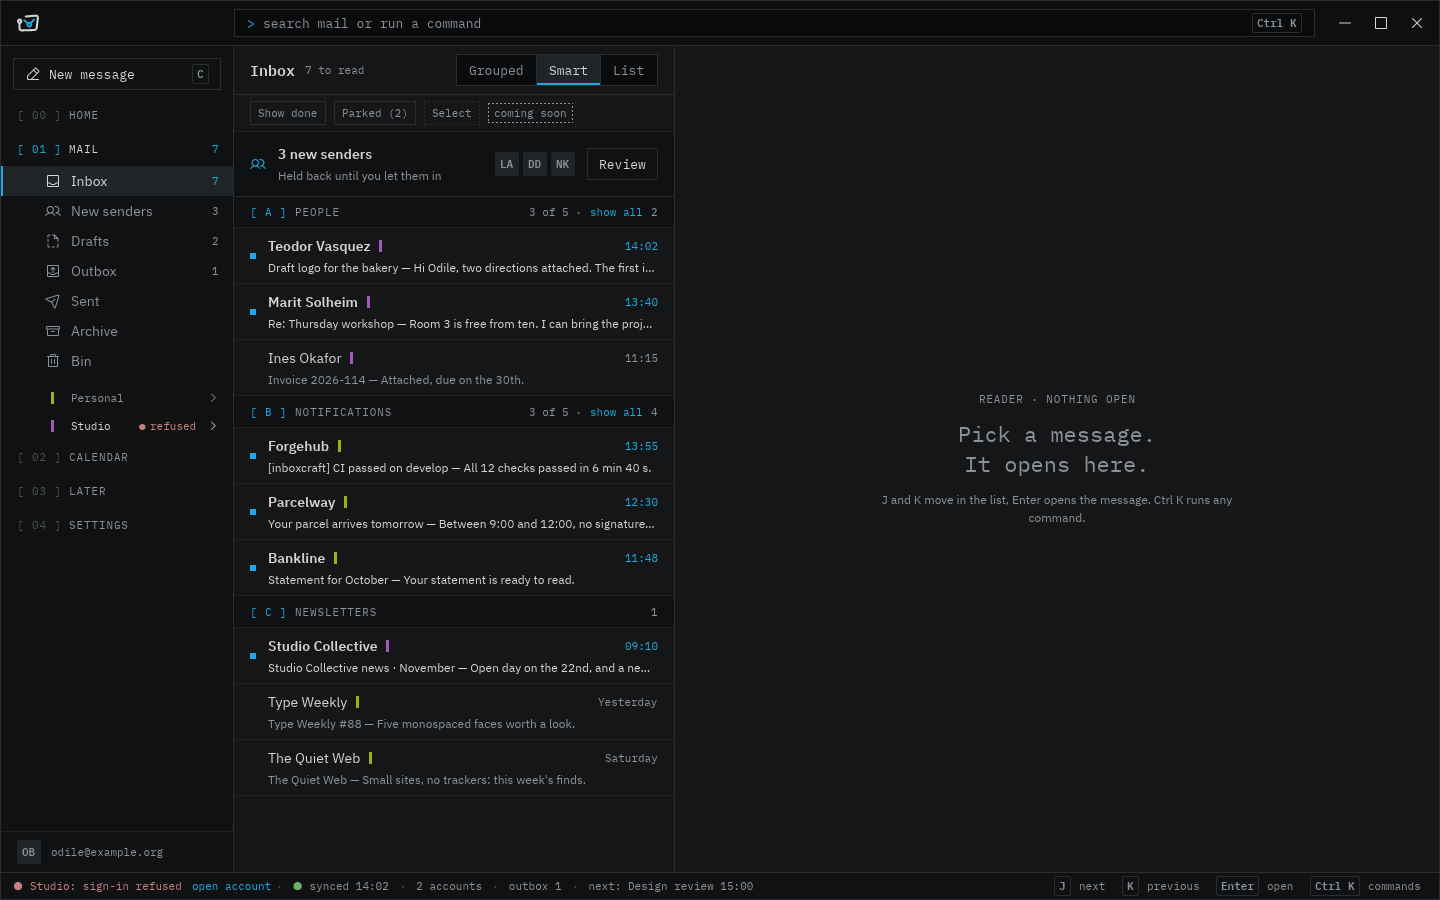 > search mail or run a command Ctrl K
New message C
[ 00 ] HOME
[ 01 ] MAIL 7
Inbox 7
New senders 3
Drafts 2
Outbox 1
Sent
Archive
Bin
Personal
Studio refused
[ 02 ] CALENDAR
[ 03 ] LATER
[ 04 ] SETTINGS
OB odile@example.org
Inbox 7 to read Grouped Smart List
Show done Parked (2) Select coming soon
3 new senders
Held back until you let them in
LA DD NK Review
[ A ] PEOPLE 3 of 5 · show all 2
Teodor Vasquez 14:02
Draft logo for the bakery — Hi Odile, two directions attached. The first i…
Marit Solheim 13:40
Re: Thursday workshop — Room 3 is free from ten. I can bring the proj…
Ines Okafor 11:15
Invoice 2026-114 — Attached, due on the 30th.
[ B ] NOTIFICATIONS 3 of 5 · show all 4
Forgehub 13:55
[inboxcraft] CI passed on develop — All 12 checks passed in 6 min 40 s.
Parcelway 12:30
Your parcel arrives tomorrow — Between 9:00 and 12:00, no signature…
Bankline 11:48
Statement for October — Your statement is ready to read.
[ C ] NEWSLETTERS 1
Studio Collective 09:10
Studio Collective news · November — Open day on the 22nd, and a ne…
Type Weekly Yesterday
Type Weekly #88 — Five monospaced faces worth a look.
The Quiet Web Saturday
The Quiet Web — Small sites, no trackers: this week's finds.
READER · NOTHING OPEN
Pick a message.
It opens here.
J and K move in the list, Enter opens the message. Ctrl K runs any
command.
Studio: sign-in refused open account · synced 14:02 · 2 accounts · outbox 1 · next: Design review 15:00
J next K previous Enter open Ctrl K commands